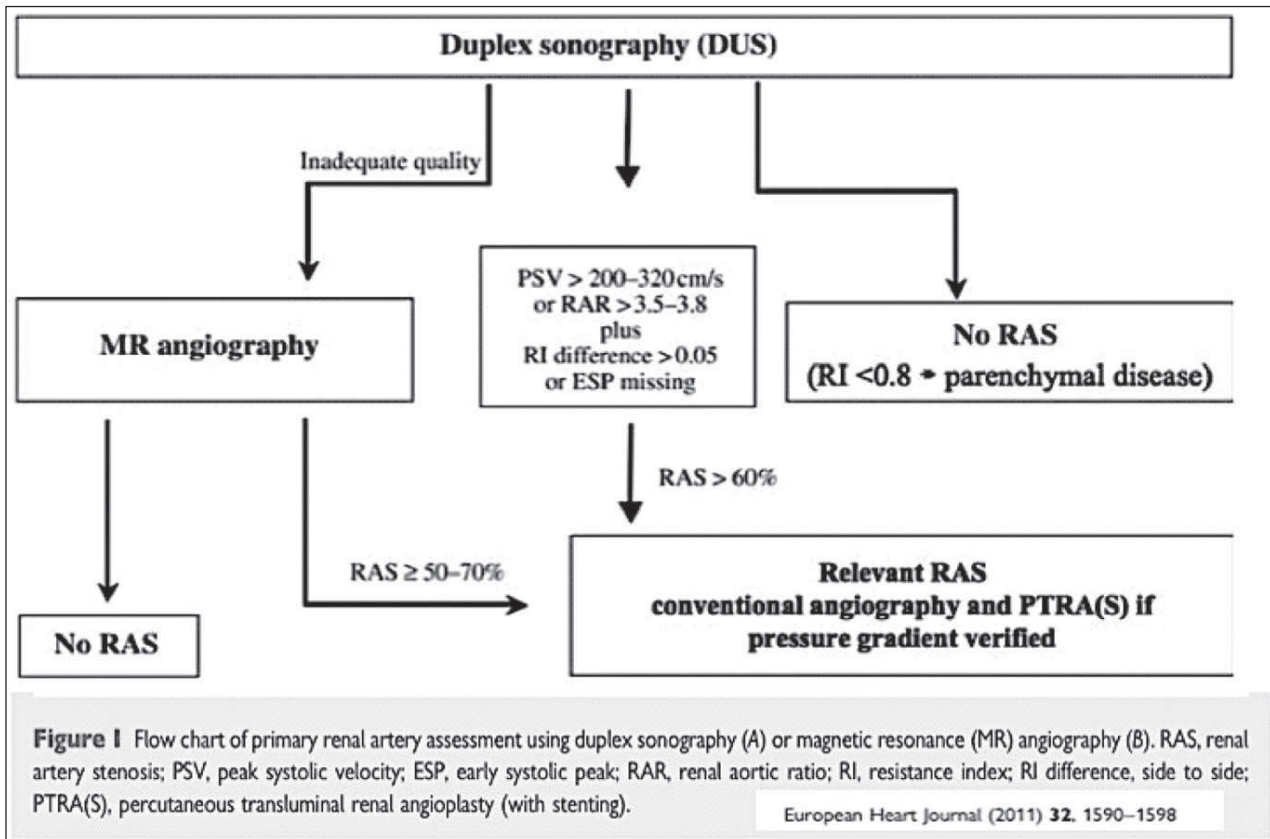 Duplex sonography (DUS)
Inadequate quality
PSV > 200–320 cm/s
or RAR > 3.5–3.8
plus
RI difference > 0.05
or ESP missing
MR angiography
No RAS
(RI <0.8 → parenchymal disease)
RAS > 60%
RAS ≥ 50–70%
Relevant RAS
conventional angiography and PTRA(S) if
pressure gradient verified
No RAS
Figure 1 Flow chart of primary renal artery assessment using duplex sonography (A) or magnetic resonance (MR) angiography (B). RAS, renal
artery stenosis; PSV, peak systolic velocity; ESP, early systolic peak; RAR, renal aortic ratio; RI, resistance index; RI difference, side to side;
PTRA(S), percutaneous transluminal renal angioplasty (with stenting).
European Heart Journal (2011) 32, 1590–1598